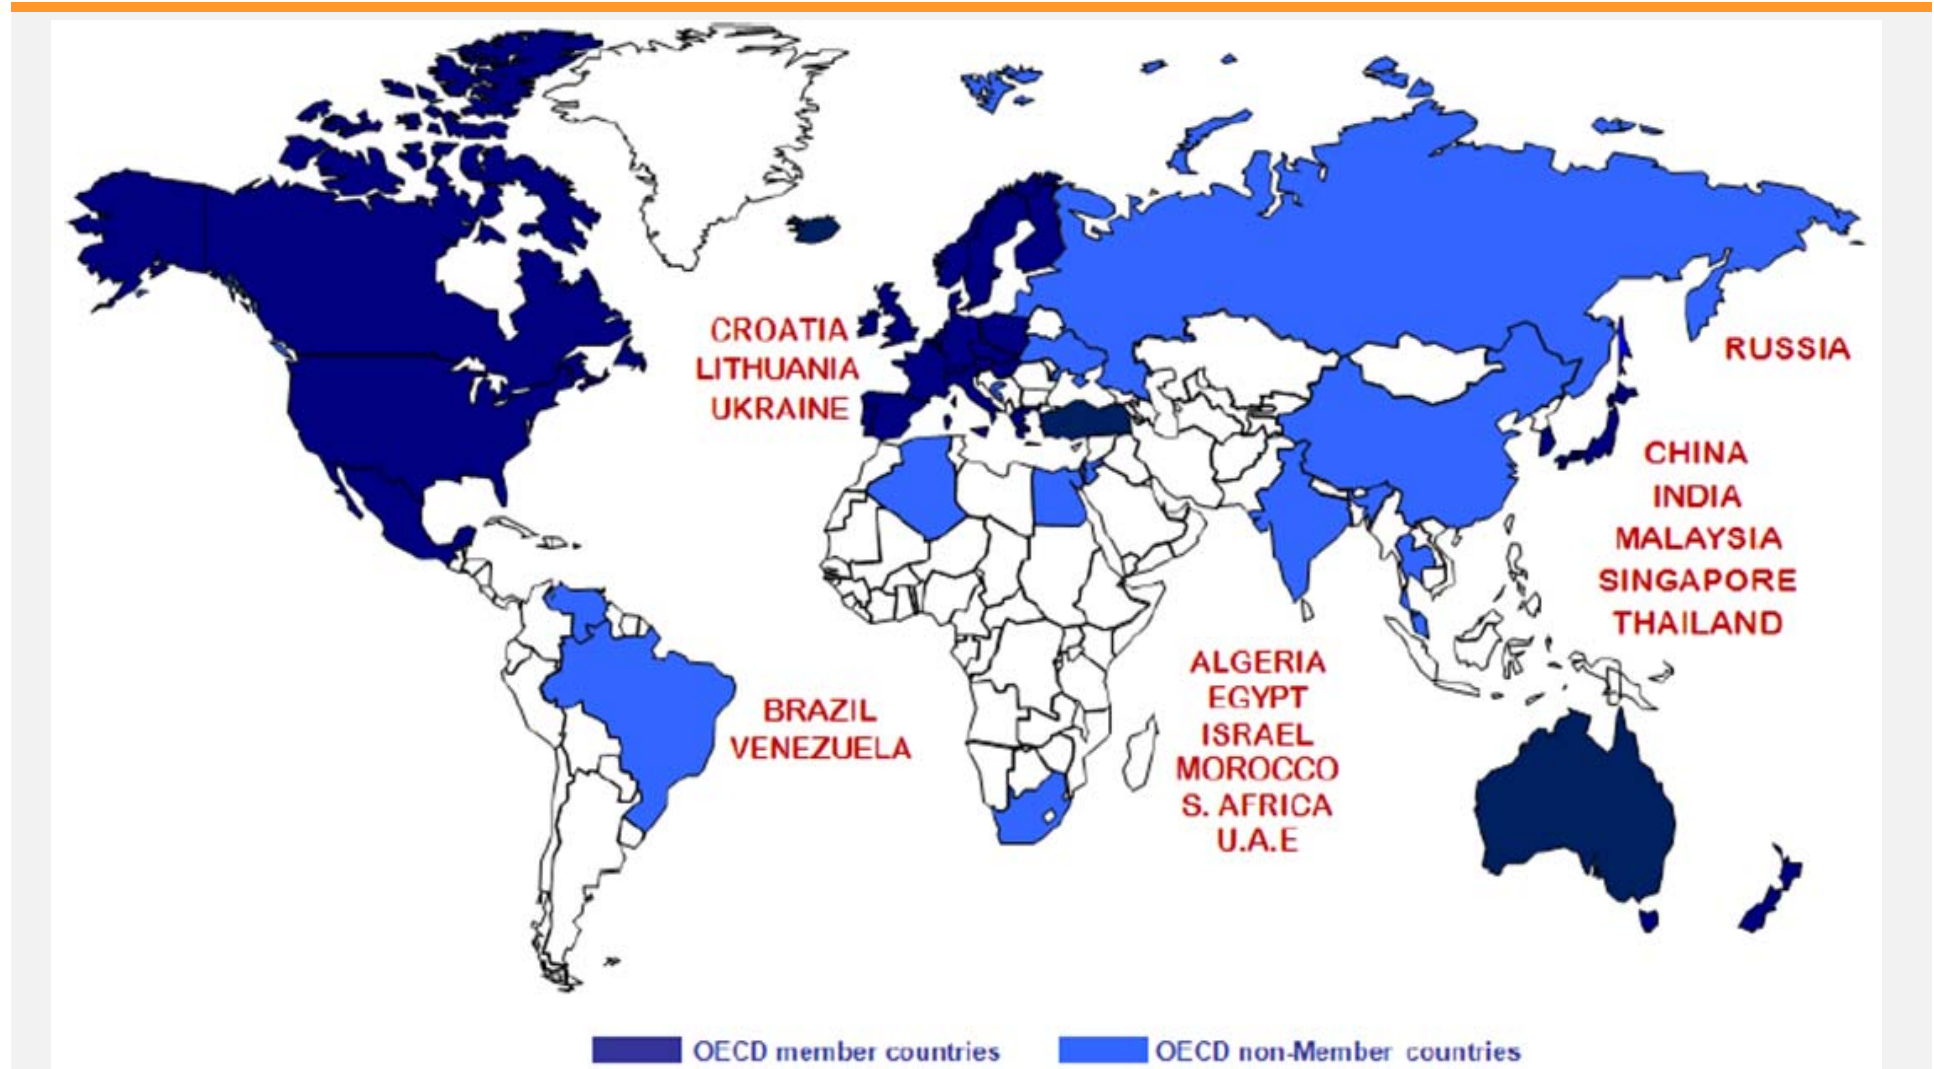 CROATIA
LITHUANIA
UKRAINE
RUSSIA
CHINA
INDIA
MALAYSIA
SINGAPORE
THAILAND
BRAZIL
VENEZUELA
ALGERIA
EGYPT
ISRAEL
MOROCCO
S. AFRICA
U.A.E
OECD member countries
OECD non-Member countries